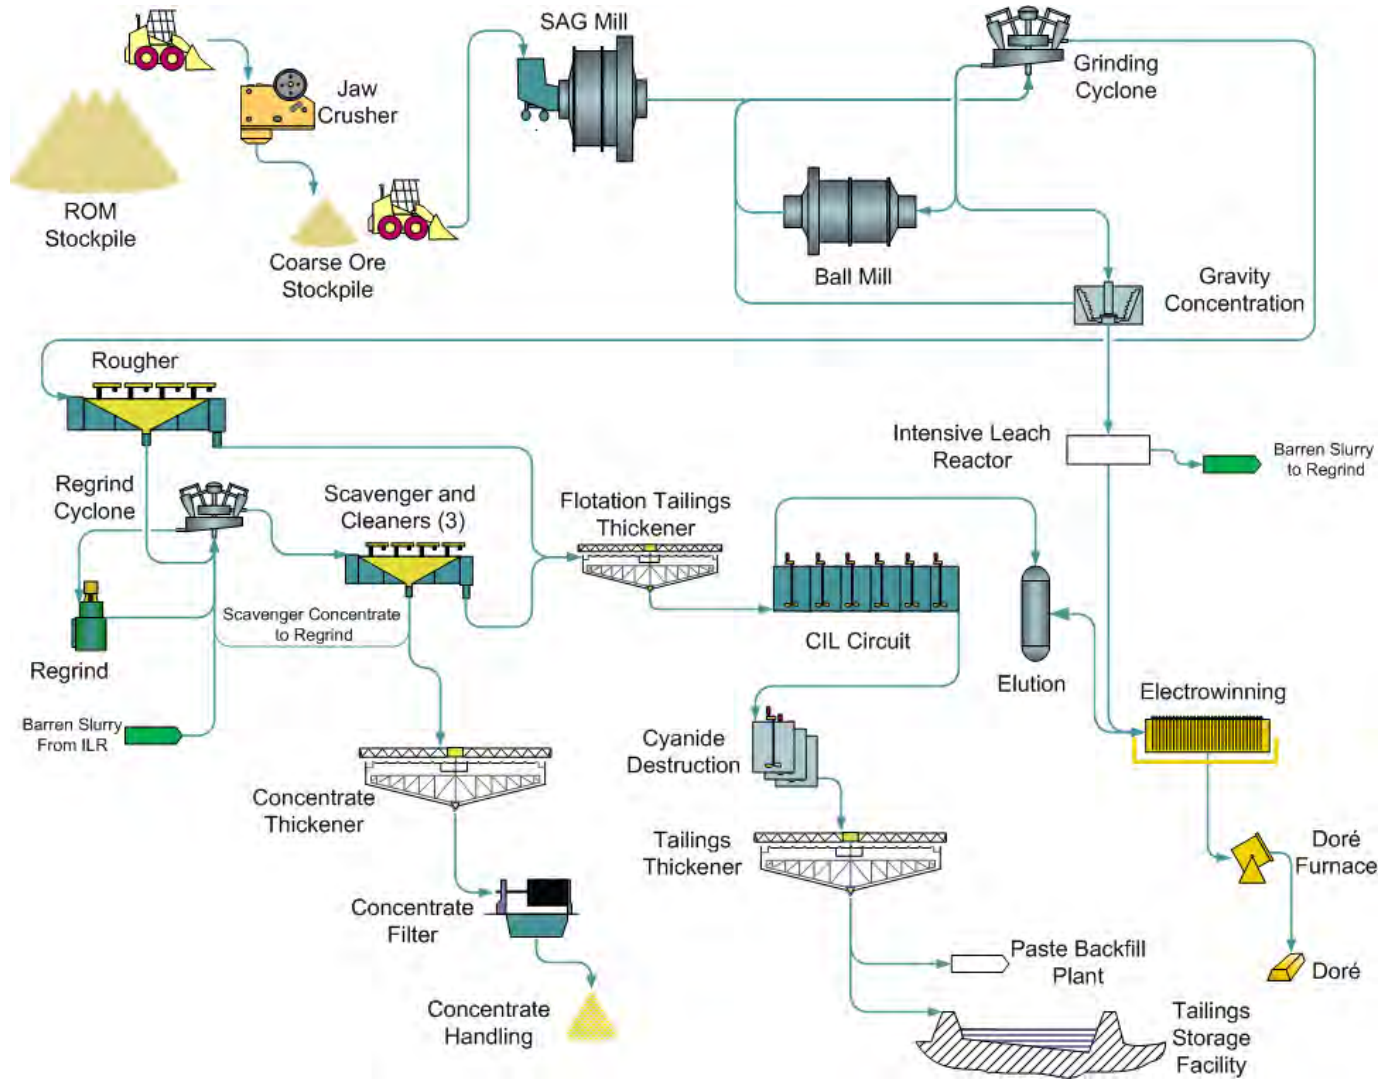 SAG Mill
Grinding
Cyclone
Jaw
Crusher
ROM
Stockpile
Coarse Ore
Stockpile
Ball Mill
Gravity
Concentration
Rougher
Intensive Leach
Reactor
Barren Slurry
to Regrind
Regrind
Cyclone
Scavenger and
Cleaners (3)
Flotation Tailings
Thickener
Scavenger Concentrate
to Regrind
CIL Circuit
Regrind
Elution
Electrowinning
Barren Slurry
From ILR
Cyanide
Destruction
Concentrate
Thickener
Tailings
Thickener
Doré
Furnace
Concentrate
Filter
Paste Backfill
Plant
Doré
Concentrate
Handling
Tailings
Storage
Facility